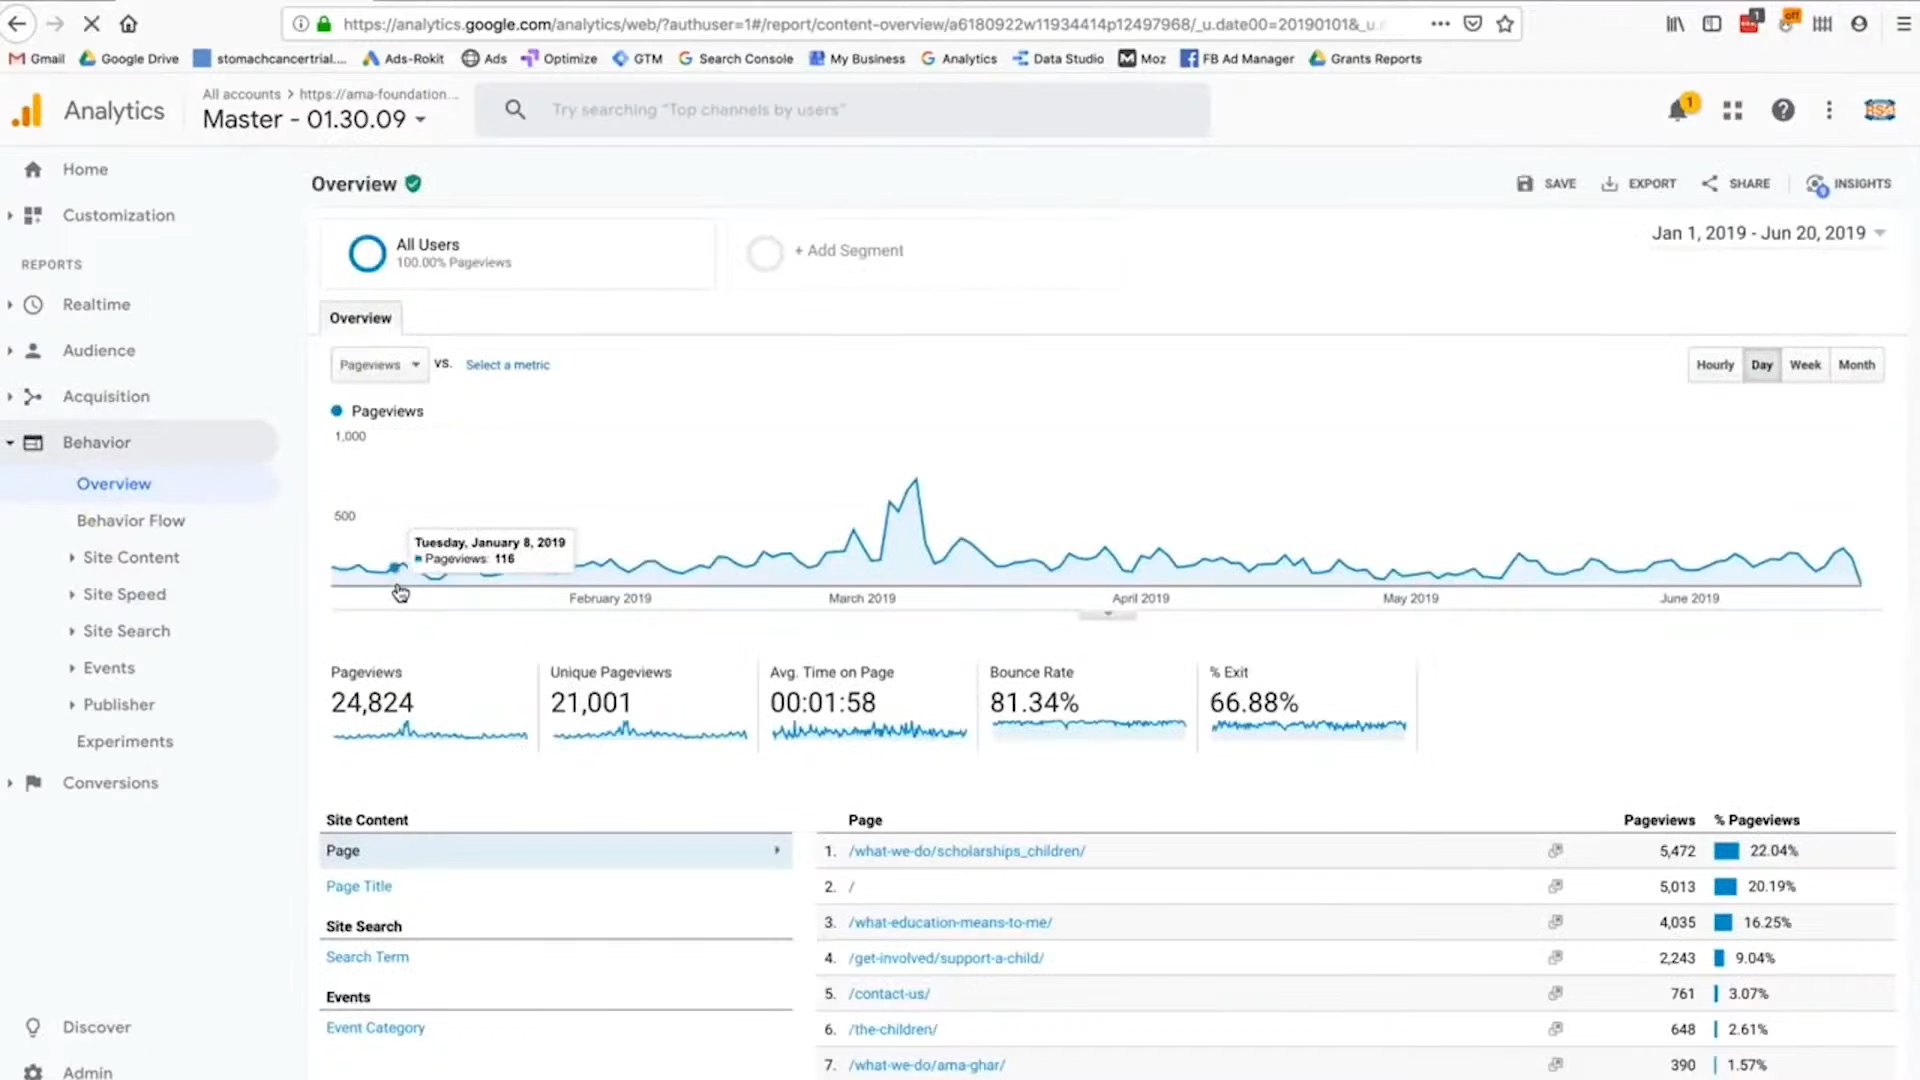 https://analytics.google.com/analytics/web/?authuser=1#/report/content-overview/a6180922w11934414p12497968/_u.date00=20190101&_u.
1
off
Gmail Google Drive stomachcancertrial.... Ads-Rokit Ads Optimize GTM Search Console My Business Analytics Data Studio Moz FB Ad Manager Grants Reports
Analytics
All accounts > https://ama-foundation...
Master - 01.30.09
Try searching "Top channels by users"
1
Home
Customization
REPORTS
Realtime
Audience
Acquisition
Behavior
Overview
Behavior Flow
Site Content
Site Speed
Site Search
Events
Publisher
Experiments
Conversions
Discover
Admin
Overview
SAVE EXPORT SHARE INSIGHTS
All Users
100.00% Pageviews
+ Add Segment
Jan 1, 2019 - Jun 20, 2019
Overview
Pageviews VS. Select a metric
Hourly Day Week Month
Pageviews
1,000
500
Tuesday, January 8, 2019
Pageviews: 116
February 2019 March 2019 April 2019 May 2019 June 2019
Pageviews Unique Pageviews Avg. Time on Page Bounce Rate % Exit
24,824 21,001 00:01:58 81.34% 66.88%
Site Content
Page
Page Title
Site Search
Search Term
Events
Event Category
Page Pageviews % Pageviews
1. /what-we-do/scholarships_children/ 5,472 22.04%
2. / 5,013 20.19%
3. /what-education-means-to-me/ 4,035 16.25%
4. /get-involved/support-a-child/ 2,243 9.04%
5. /contact-us/ 761 3.07%
6. /the-children/ 648 2.61%
7. /what-we-do/ama-ghar/ 390 1.57%